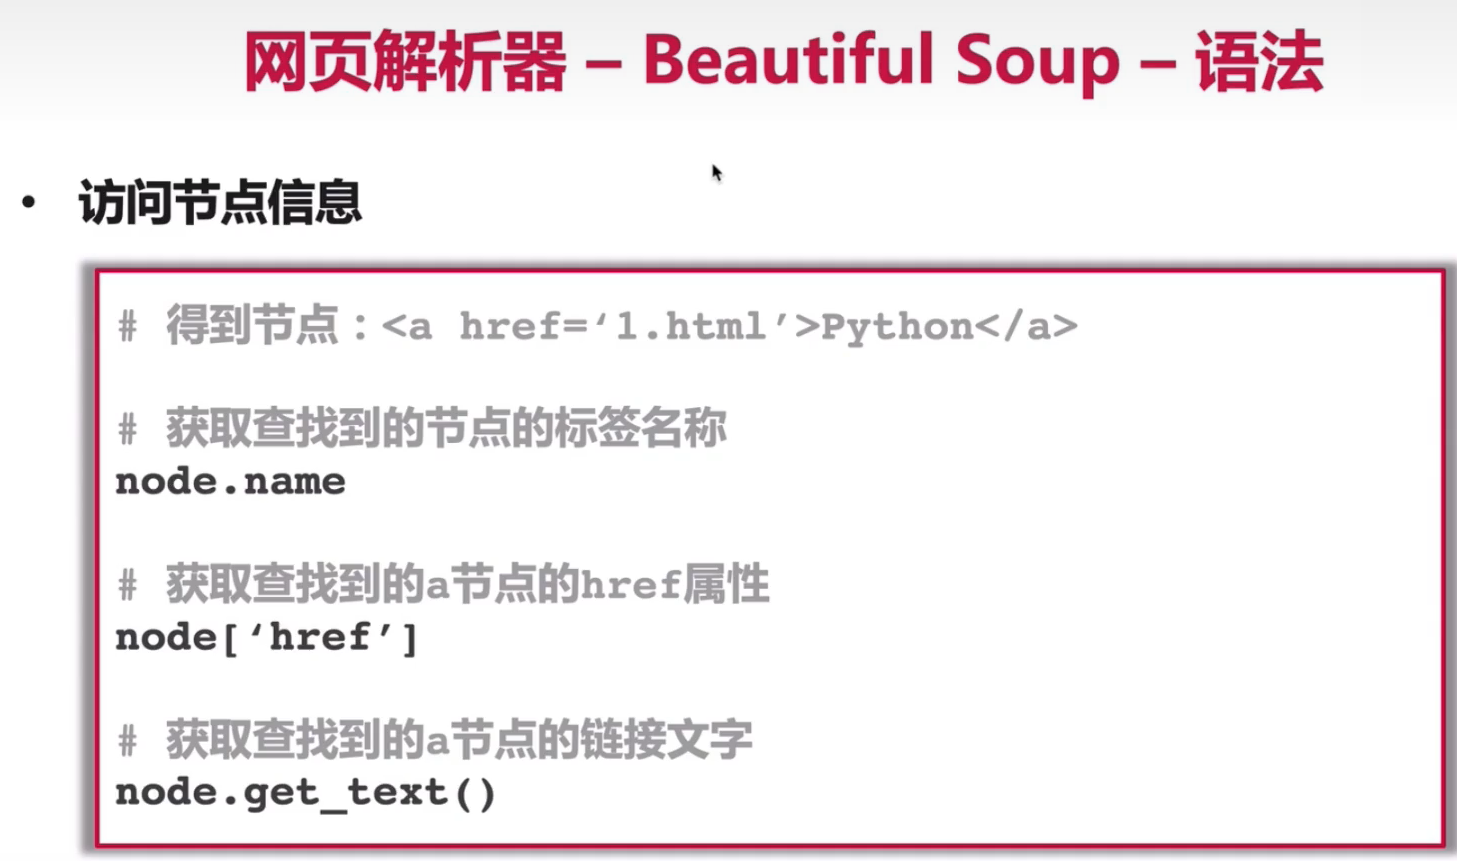 网页解析器 – Beautiful Soup – 语法
• 访问节点信息
# 得到节点：<a href=‘1.html’>Python</a>
# 获取查找到的节点的标签名称
node.name
# 获取查找到的a节点的href属性
node[‘href’]
# 获取查找到的a节点的链接文字
node.get_text()